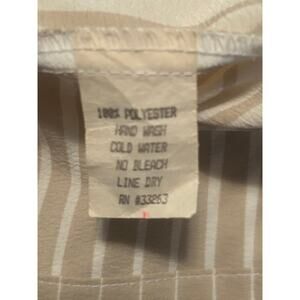 100% POLYESTER
HAND WASH
COLD WATER
NO BLEACH
LINE DRY
RN #33263